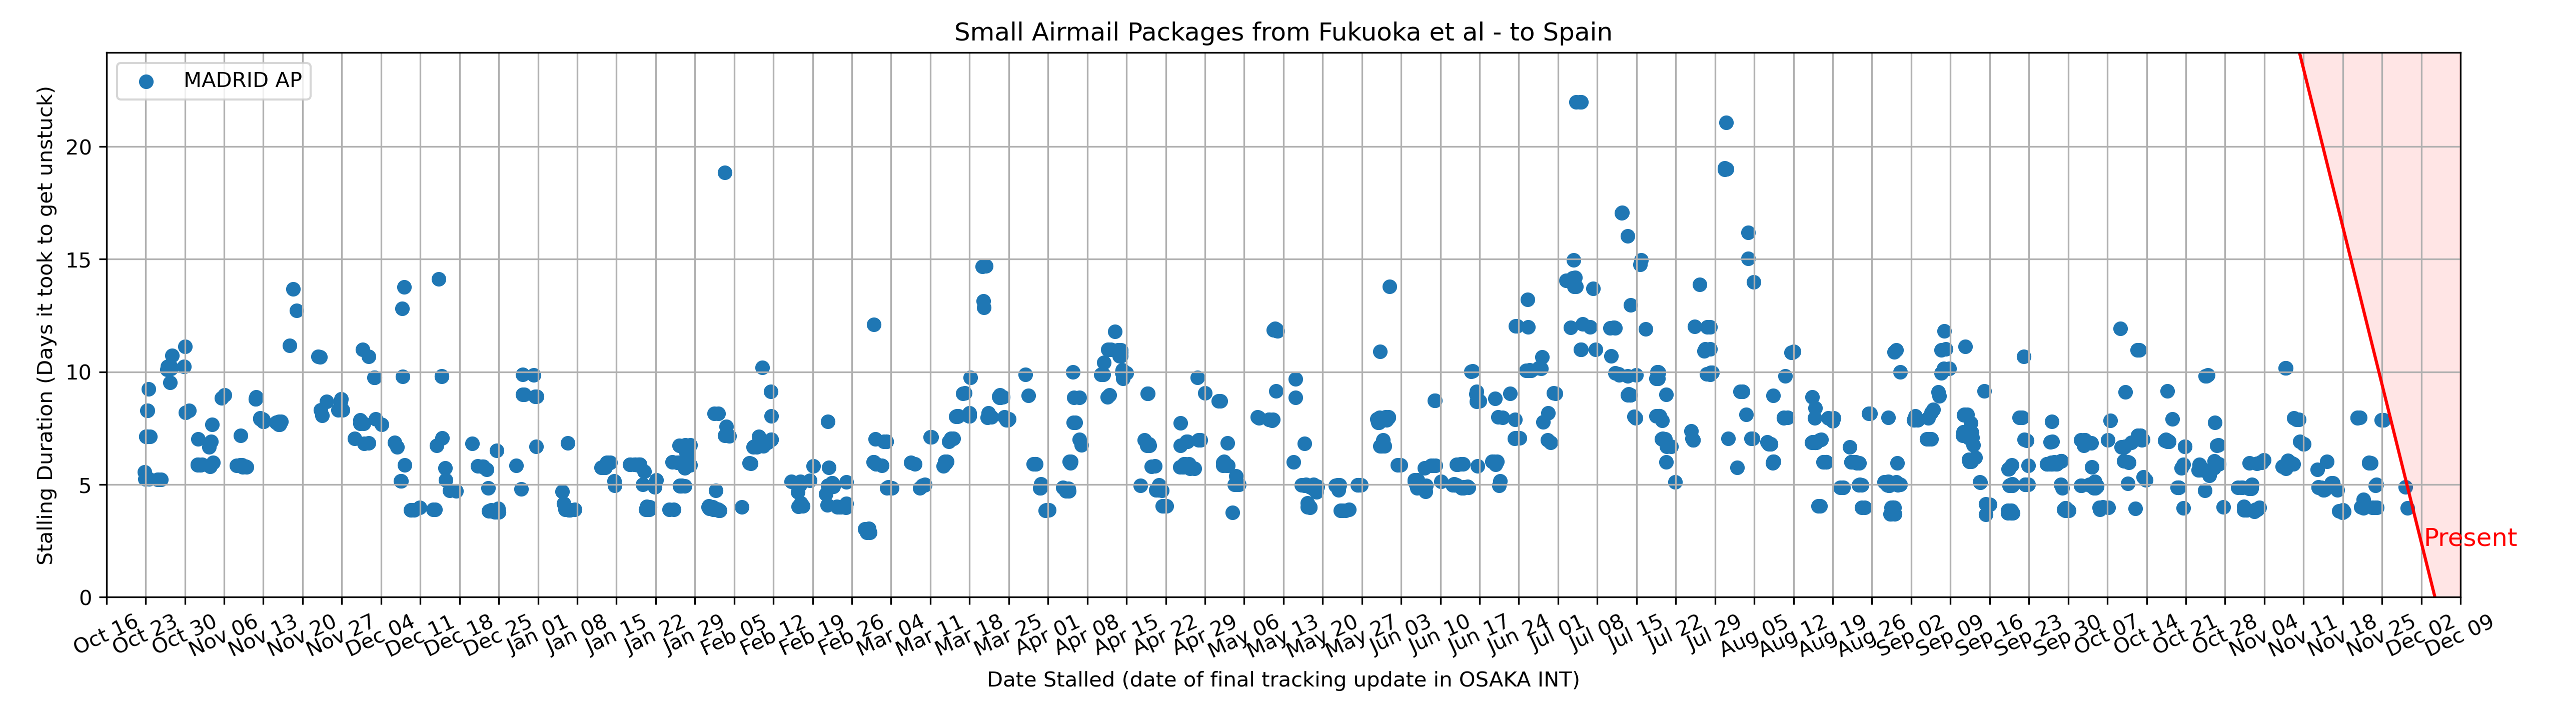 Small Airmail Packages from Fukuoka et al - to Spain
MADRID AP
Stalling Duration (Days it took to get unstuck)
20
15
10
5
0
Present
Oct 16
Oct 23
Oct 30
Nov 06
Nov 13
Nov 20
Nov 27
Dec 04
Dec 11
Dec 18
Dec 25
Jan 01
Jan 08
Jan 15
Jan 22
Jan 29
Feb 05
Feb 12
Feb 19
Feb 26
Mar 04
Mar 11
Mar 18
Mar 25
Apr 01
Apr 08
Apr 15
Apr 22
Apr 29
May 06
May 13
May 20
May 27
Jun 03
Jun 10
Jun 17
Jun 24
Jul 01
Jul 08
Jul 15
Jul 22
Jul 29
Aug 05
Aug 12
Aug 19
Aug 26
Sep 02
Sep 09
Sep 16
Sep 23
Sep 30
Oct 07
Oct 14
Oct 21
Oct 28
Nov 04
Nov 11
Nov 18
Nov 25
Dec 02
Dec 09
Date Stalled (date of final tracking update in OSAKA INT)